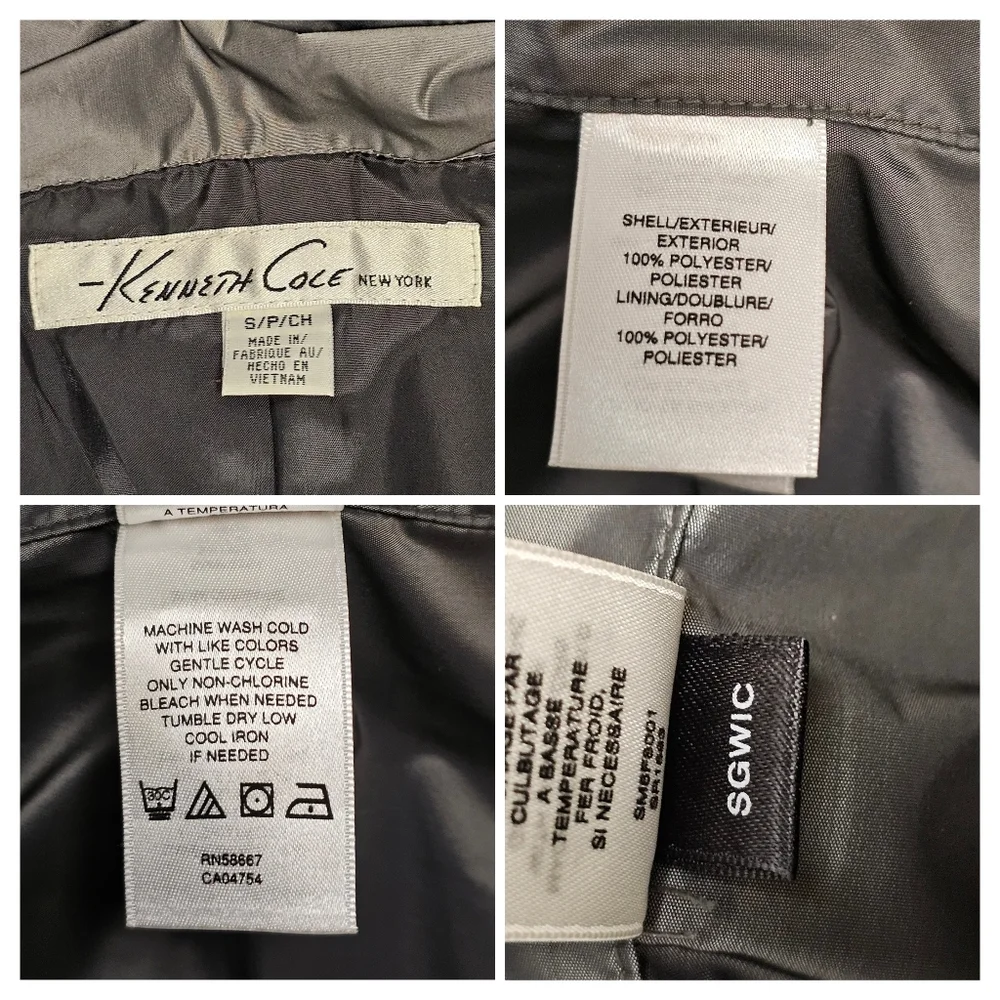 KENNETH COLE NEW YORK
S/P/CH
MADE IN/
FABRIQUE AU/
HECHO EN
VIETNAM
SHELL/EXTERIEUR/
EXTERIOR
100% POLYESTER/
POLIESTER
LINING/DOUBLURE/
FORRO
100% POLYESTER/
POLIESTER
A TEMPERATURA
MACHINE WASH COLD
WITH LIKE COLORS
GENTLE CYCLE
ONLY NON-CHLORINE
BLEACH WHEN NEEDED
TUMBLE DRY LOW
COOL IRON
IF NEEDED
RN58667
CA04754
PAR
CULBUTAGE
A BASSE
TEMPERATURE
FER FROID,
SI NECESSAIRE
SGWIC